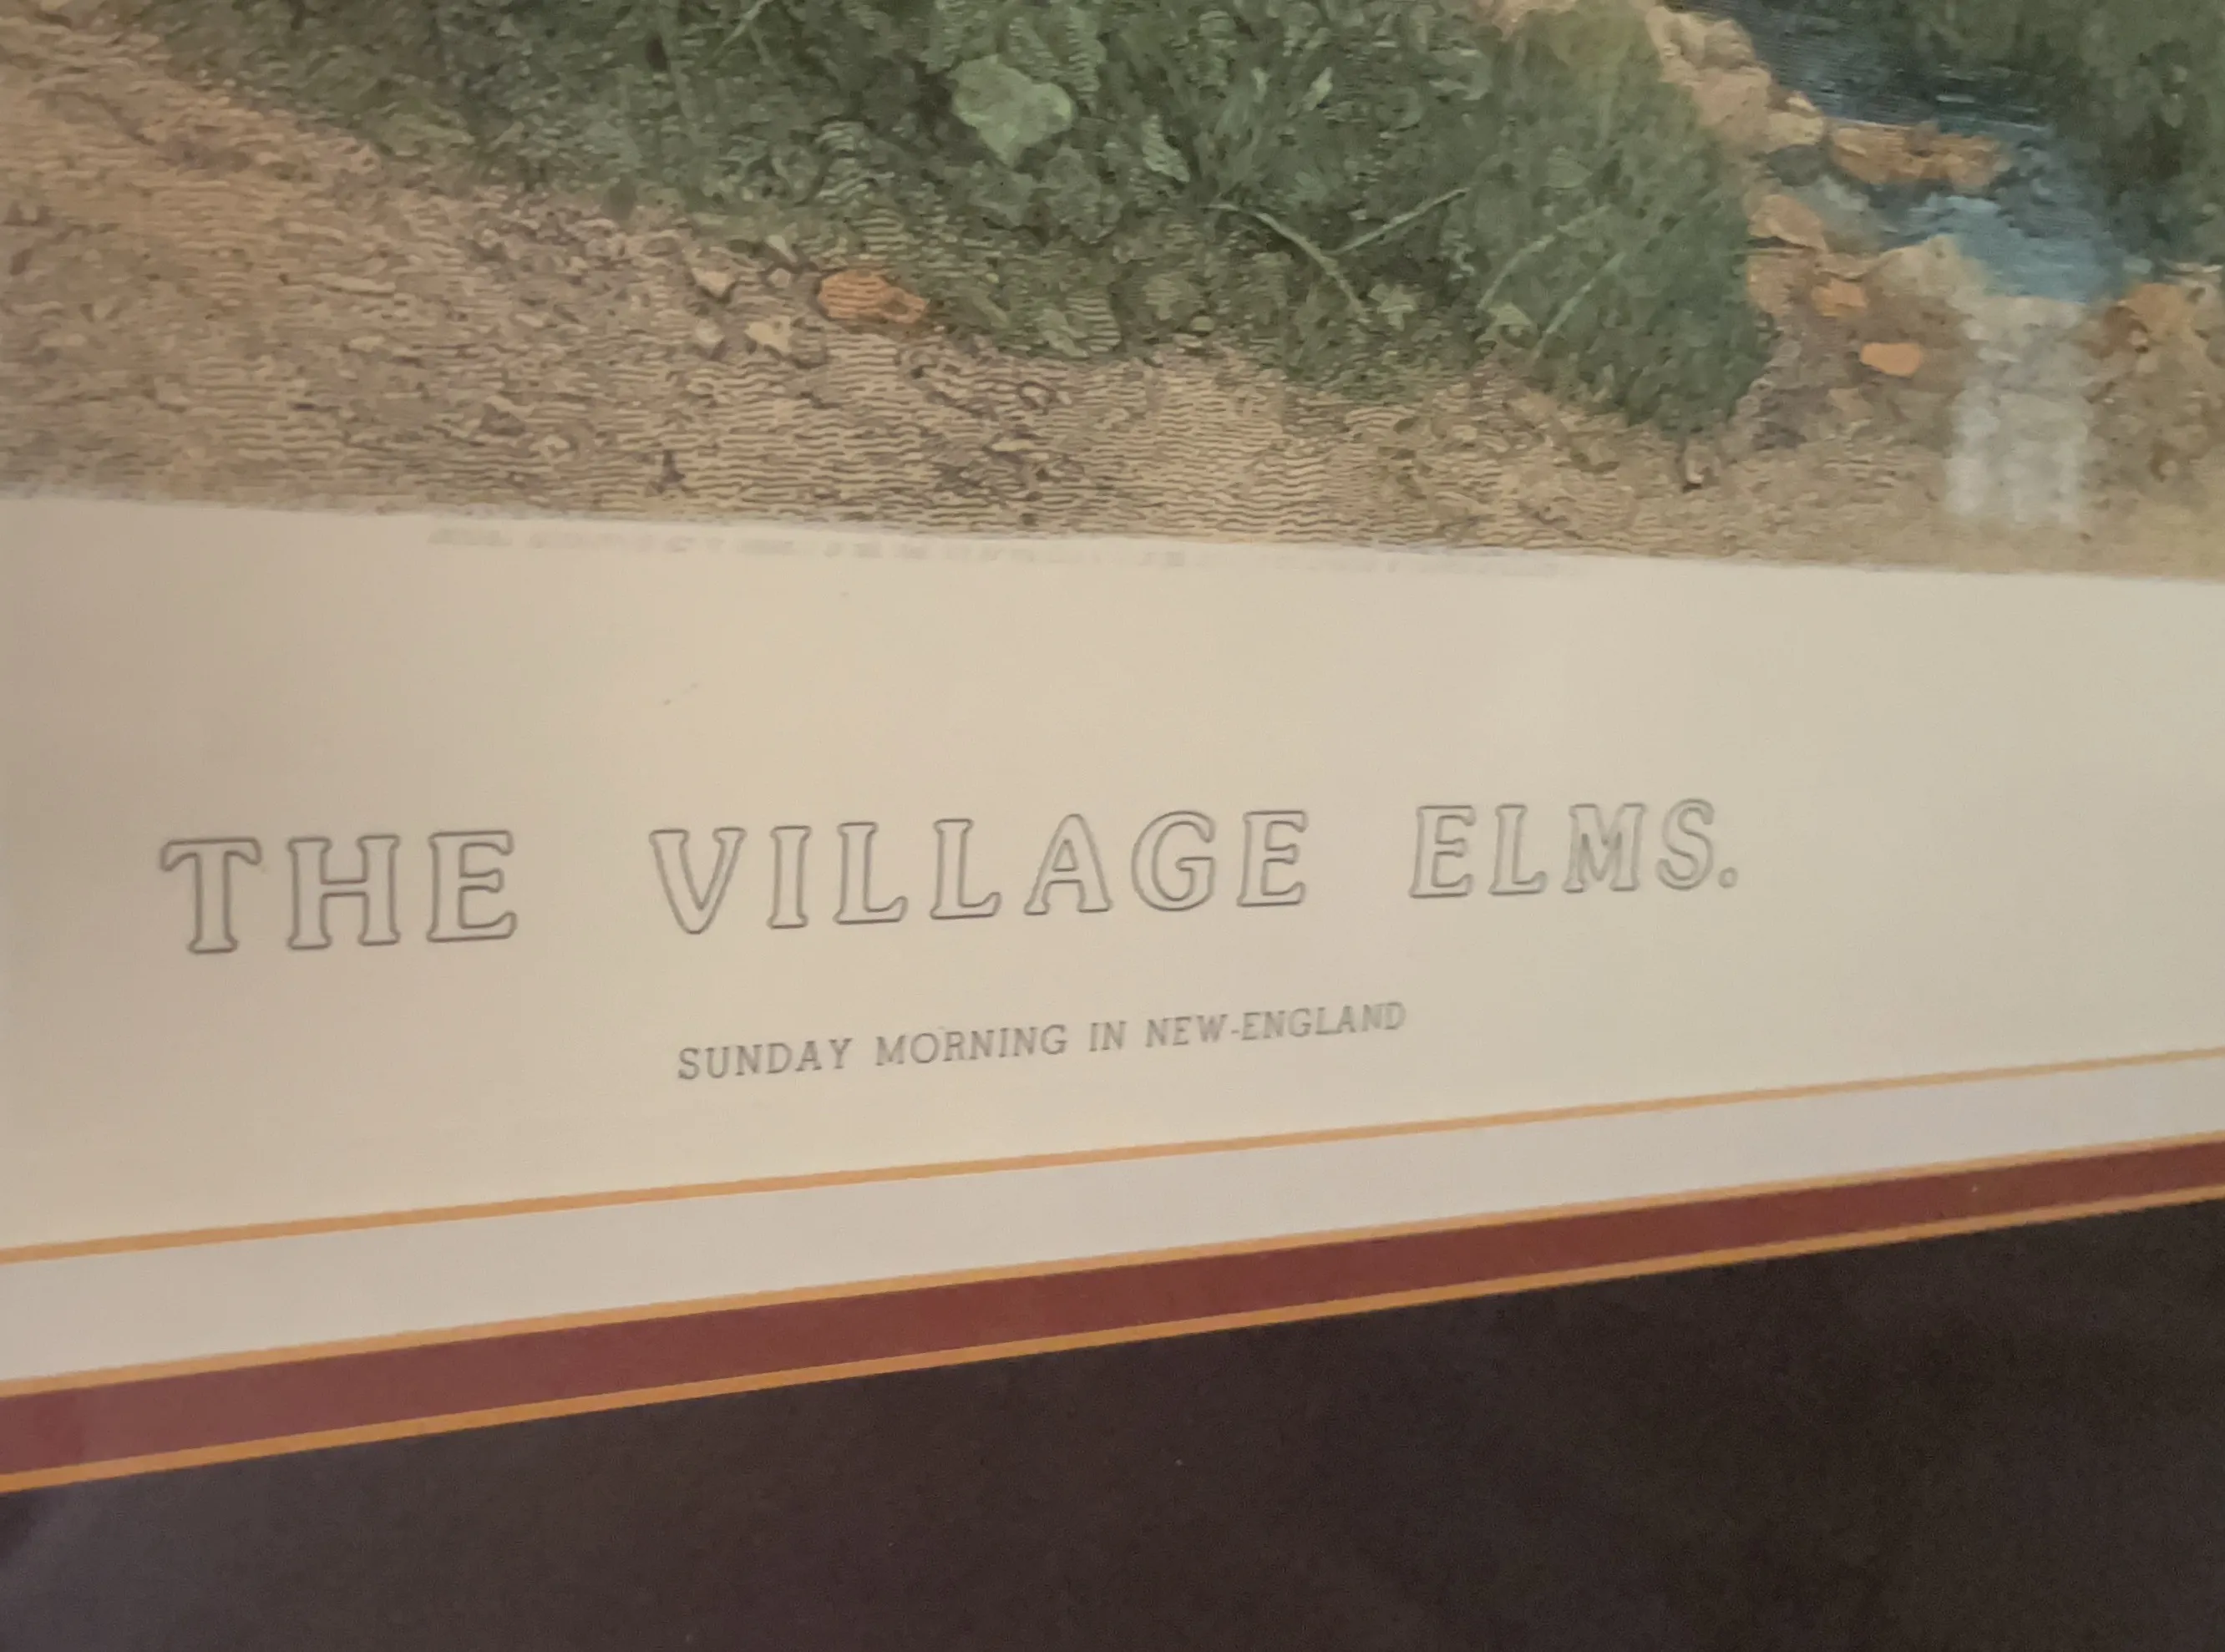 THE VILLAGE ELMS.
SUNDAY MORNING IN NEW-ENGLAND